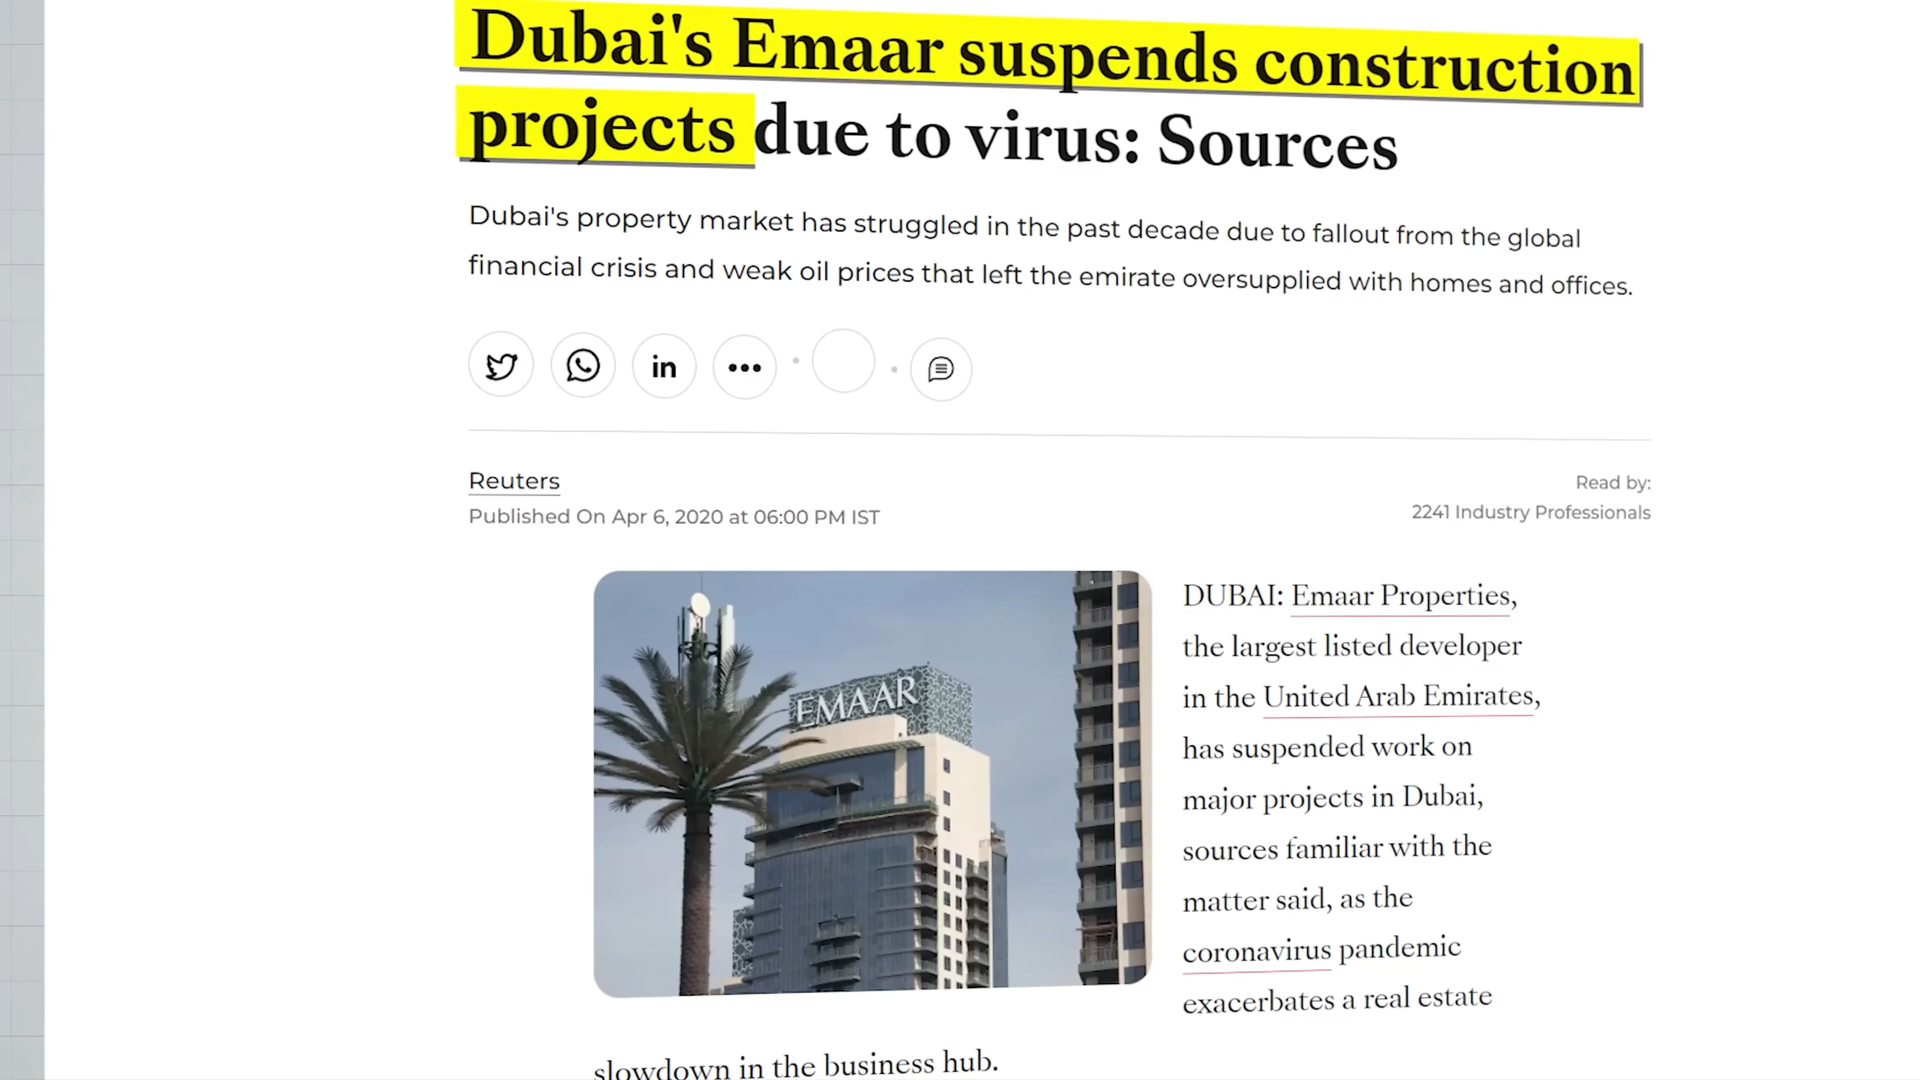 Dubai's Emaar suspends construction
projects due to virus: Sources
Dubai's property market has struggled in the past decade due to fallout from the global
financial crisis and weak oil prices that left the emirate oversupplied with homes and offices.
in
Reuters
Published On Apr 6, 2020 at 06:00 PM IST
Read by:
2241 Industry Professionals
EMAAR
DUBAI: Emaar Properties,
the largest listed developer
in the United Arab Emirates,
has suspended work on
major projects in Dubai,
sources familiar with the
matter said, as the
coronavirus pandemic
exacerbates a real estate
slowdown in the business hub.